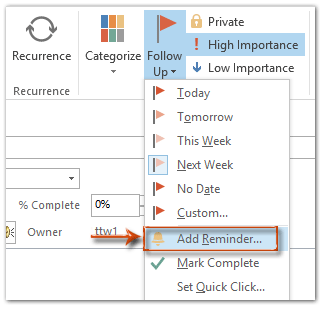 Recurrence
Recurrence
Categorize
Follow
Up
Private
High Importance
Low Importance
Tags
Today
Tomorrow
This Week
Next Week
No Date
Custom...
Add Reminder...
Mark Complete
Set Quick Click...
% Complete
0%
Owner
ttw1